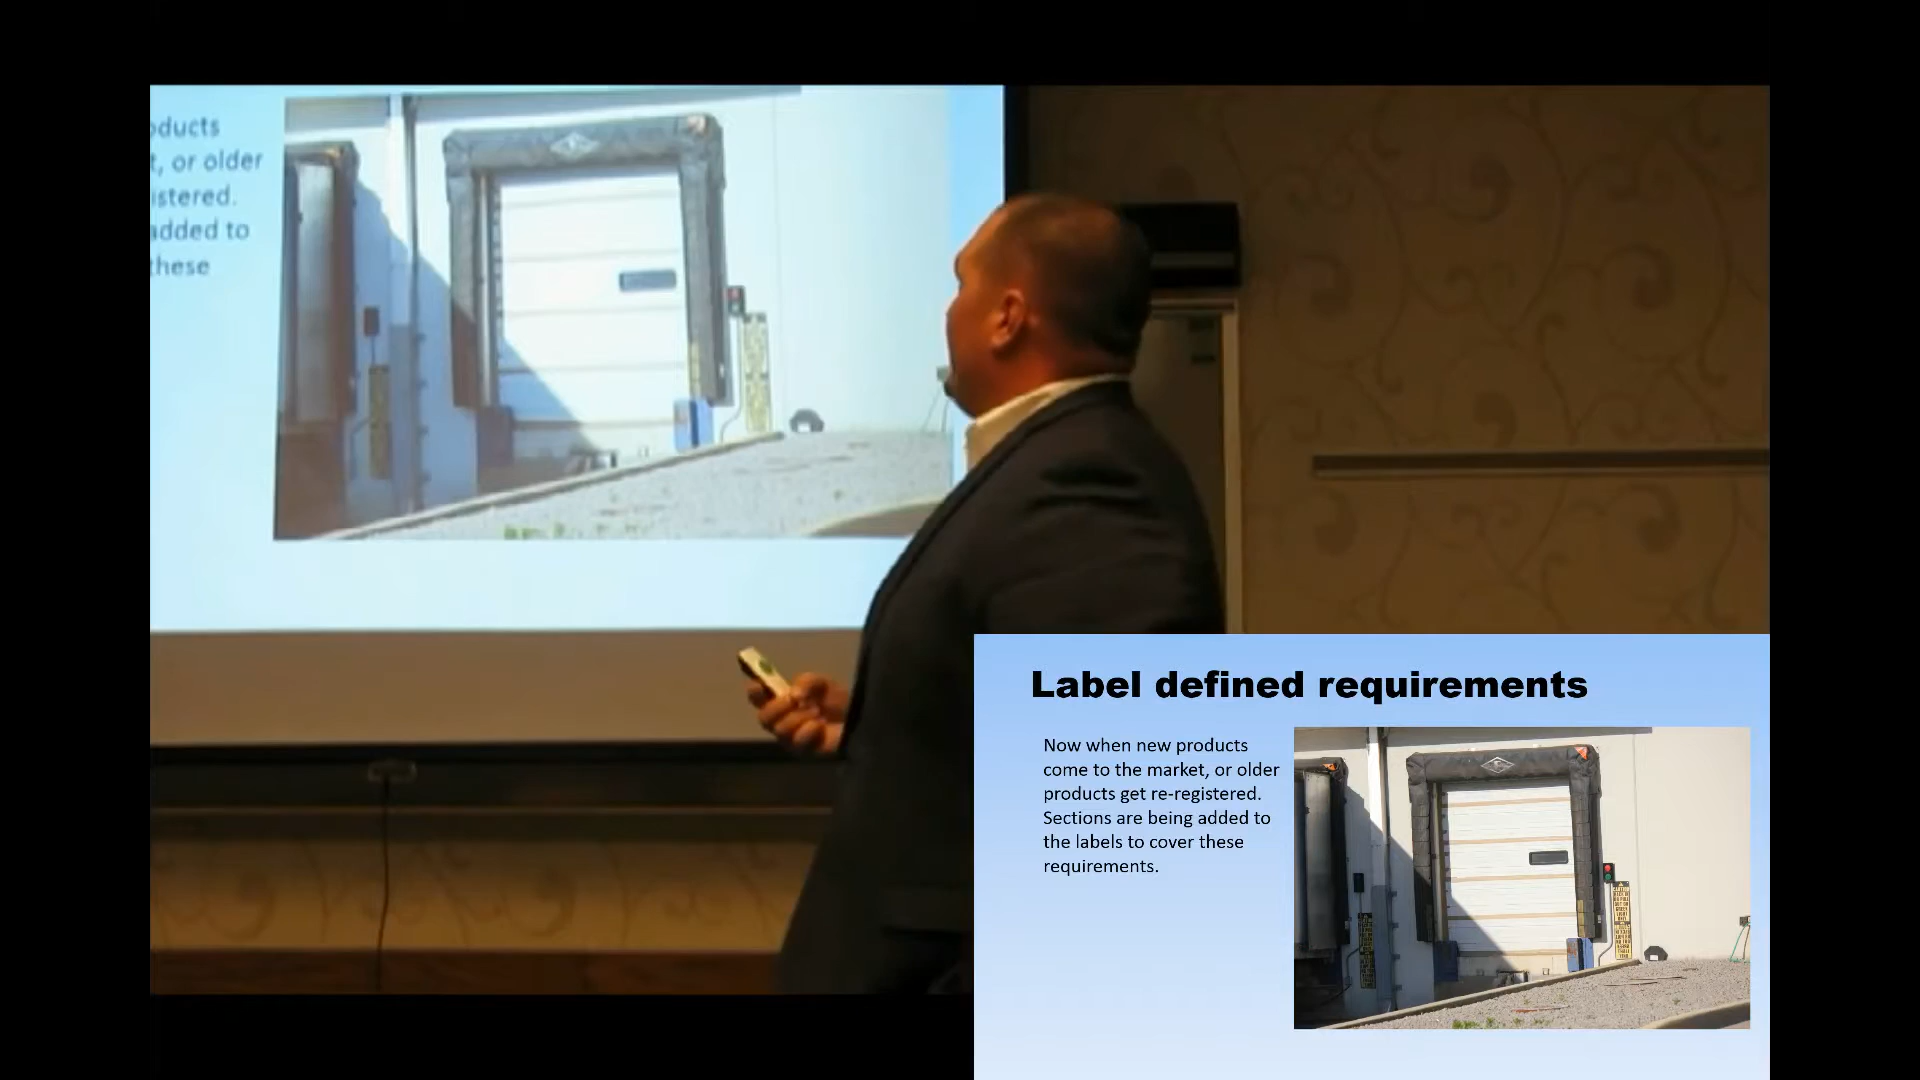 oducts
t, or older
istered.
added to
these
Label defined requirements
Now when new products
come to the market, or older
products get re-registered.
Sections are being added to
the labels to cover these
requirements.